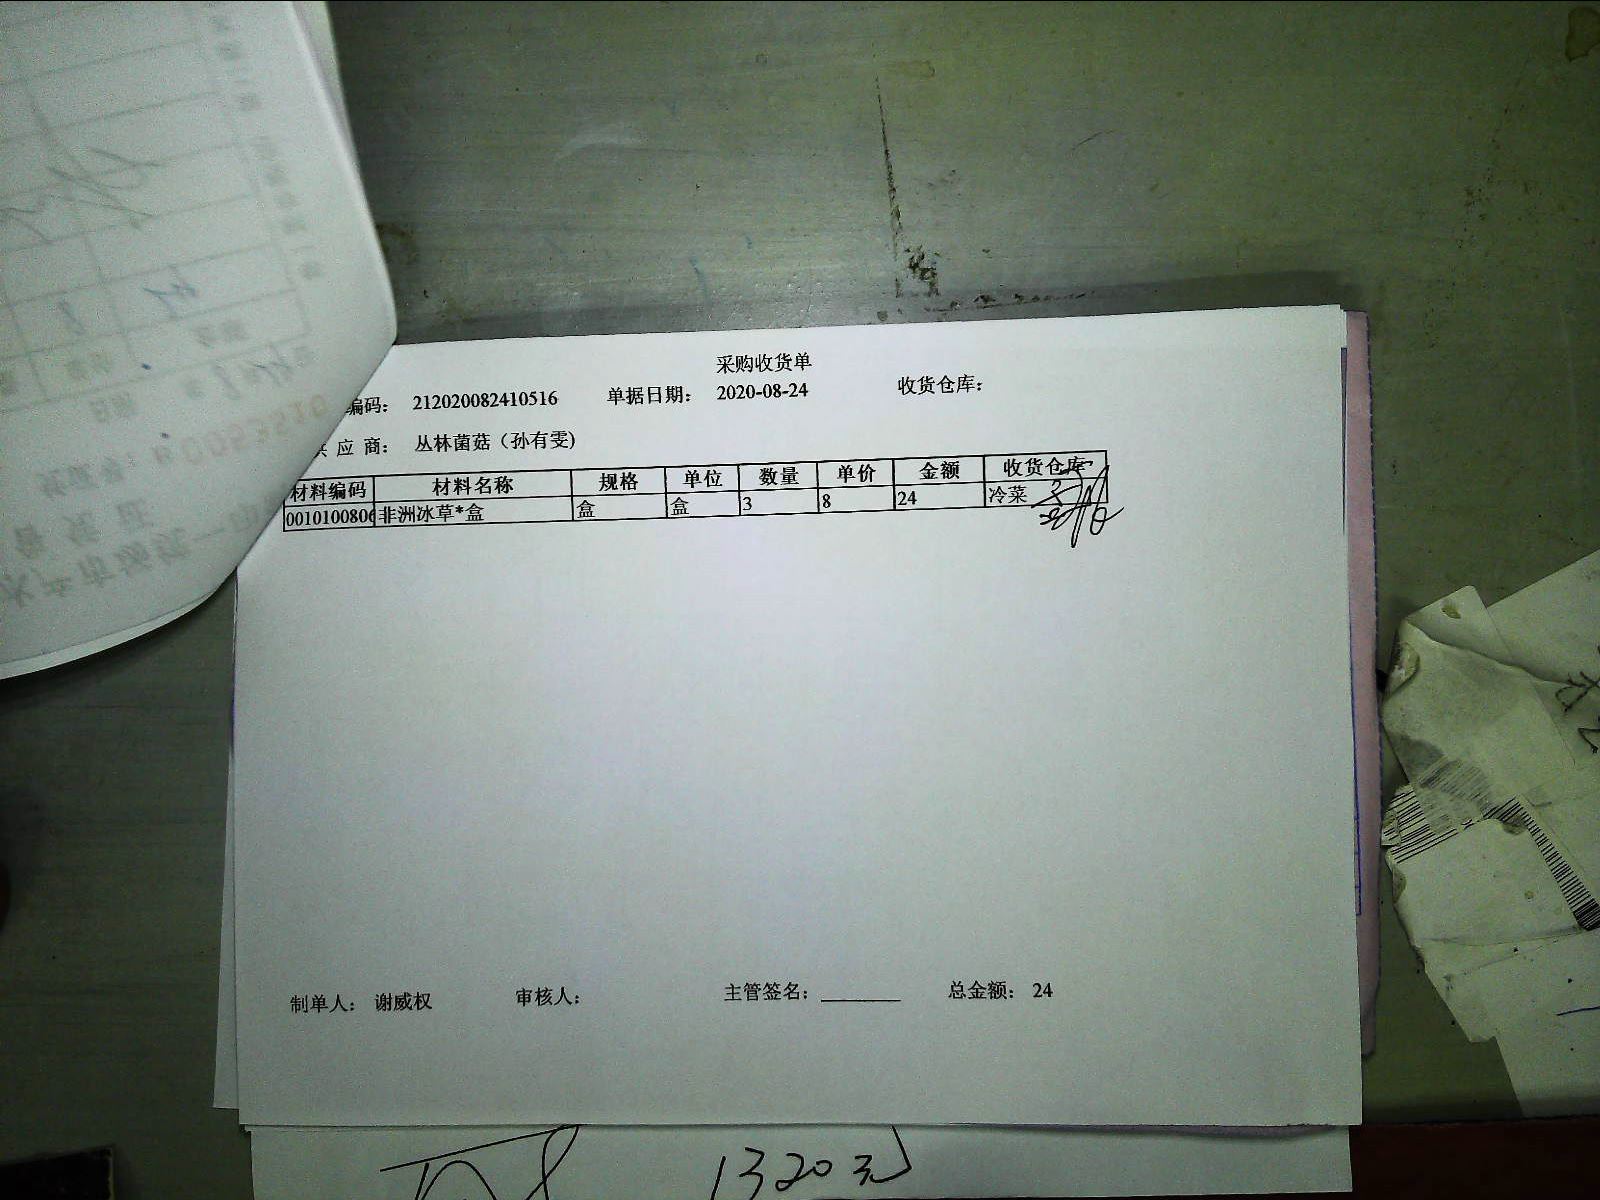 采购收货单
编码： 212020082410516 单据日期： 2020-08-24 收货仓库：
供 应 商： 丛林菌菇（孙有雯)
材料编码 材料名称 规格 单位 数量 单价 金额 收货仓库
0010100806 非洲冰草*盒 盒 盒 3 8 24 冷菜
制单人： 谢威权 审核人： 主管签名： ________ 总金额： 24
1320元